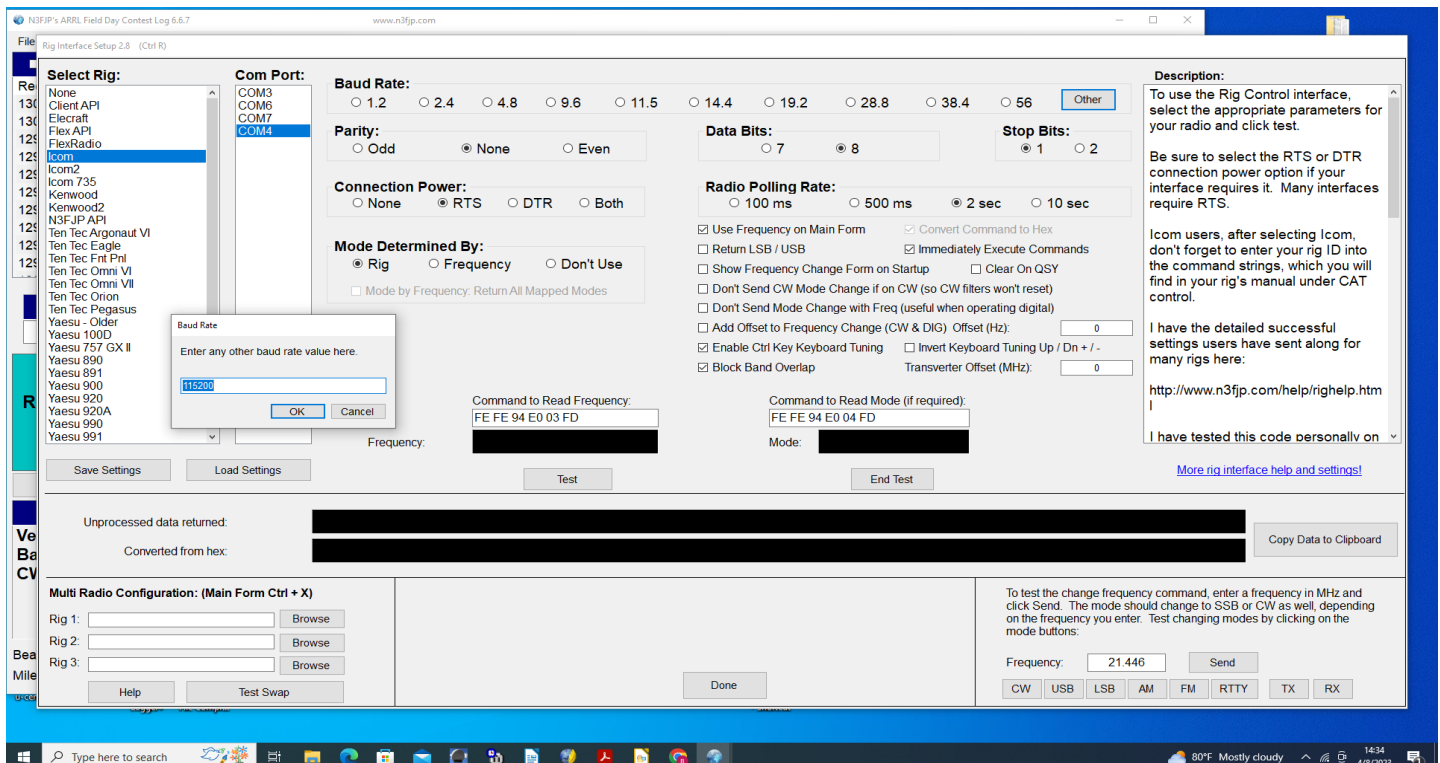 N3FJP's ARRL Field Day Contest Log 6.6.7
www.n3fjp.com
File
Rig Interface Setup 2.8 (Ctrl R)
Select Rig:
None
Client API
Elecraft
Flex API
FlexRadio
Icom
Icom2
Icom 735
Kenwood
Kenwood2
N3FJP API
Ten Tec Argonaut VI
Ten Tec Eagle
Ten Tec Fnt Pnl
Ten Tec Omni VI
Ten Tec Omni VII
Ten Tec Orion
Ten Tec Pegasus
Yaesu - Older
Yaesu 100D
Yaesu 757 GX II
Yaesu 890
Yaesu 891
Yaesu 900
Yaesu 920
Yaesu 920A
Yaesu 990
Yaesu 991
Com Port:
COM3
COM6
COM7
COM4
Save Settings Load Settings
Baud Rate:
1.2 2.4 4.8 9.6 11.5 14.4 19.2 28.8 38.4 56 Other
Parity:
Odd None Even
Data Bits:
7 8
Stop Bits:
1 2
Connection Power:
None RTS DTR Both
Radio Polling Rate:
100 ms 500 ms 2 sec 10 sec
Mode Determined By:
Rig Frequency Don't Use
Mode by Frequency: Return All Mapped Modes
Use Frequency on Main Form Convert Command to Hex
Return LSB / USB Immediately Execute Commands
Show Frequency Change Form on Startup Clear On QSY
Don't Send CW Mode Change if on CW (so CW filters won't reset)
Don't Send Mode Change with Freq (useful when operating digital)
Add Offset to Frequency Change (CW & DIG) Offset (Hz): 0
Enable Ctrl Key Keyboard Tuning Invert Keyboard Tuning Up / Dn + / -
Block Band Overlap Transverter Offset (MHz): 0
Baud Rate
Enter any other baud rate value here.
115200
OK Cancel
Command to Read Frequency:
FE FE 94 E0 03 FD
Command to Read Mode (if required):
FE FE 94 E0 04 FD
Frequency:
Mode:
Test End Test
Description:
To use the Rig Control interface,
select the appropriate parameters for
your radio and click test.
Be sure to select the RTS or DTR
connection power option if your
interface requires it. Many interfaces
require RTS.
Icom users, after selecting Icom,
don't forget to enter your rig ID into
the command strings, which you will
find in your rig's manual under CAT
control.
I have the detailed successful
settings users have sent along for
many rigs here:
http://www.n3fjp.com/help/righelp.htm
l
I have tested this code personally on
More rig interface help and settings!
Unprocessed data returned:
Converted from hex:
Copy Data to Clipboard
Multi Radio Configuration: (Main Form Ctrl + X)
Rig 1: Browse
Rig 2: Browse
Rig 3: Browse
Help Test Swap
Done
To test the change frequency command, enter a frequency in MHz and
click Send. The mode should change to SSB or CW as well, depending
on the frequency you enter. Test changing modes by clicking on the
mode buttons:
Frequency: 21.446 Send
CW USB LSB AM FM RTTY TX RX
Type here to search
80°F Mostly cloudy
14:34